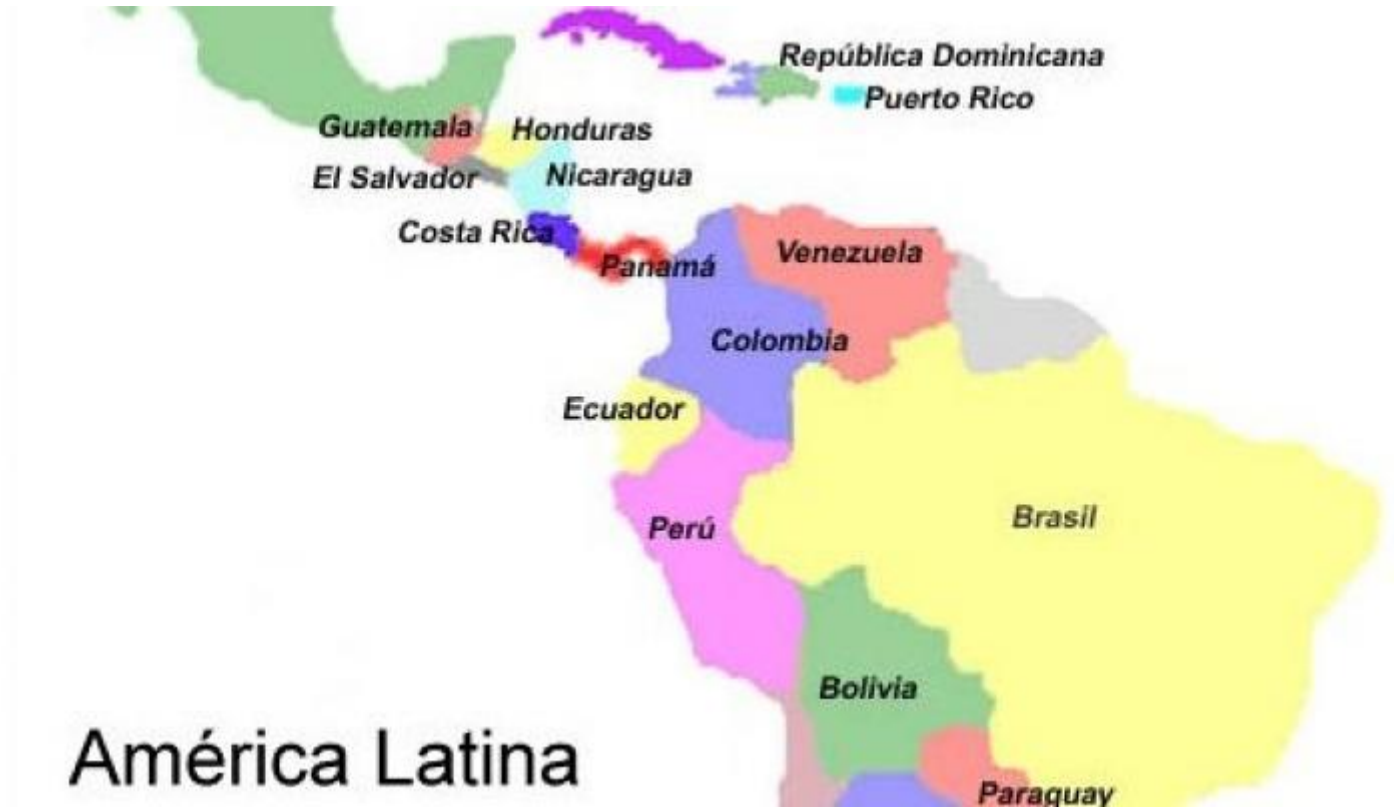 República Dominicana
Puerto Rico
Guatemala
Honduras
El Salvador
Nicaragua
Costa Rica
Panamá
Venezuela
Colombia
Ecuador
Perú
Brasil
Bolivia
América Latina
Paraguay